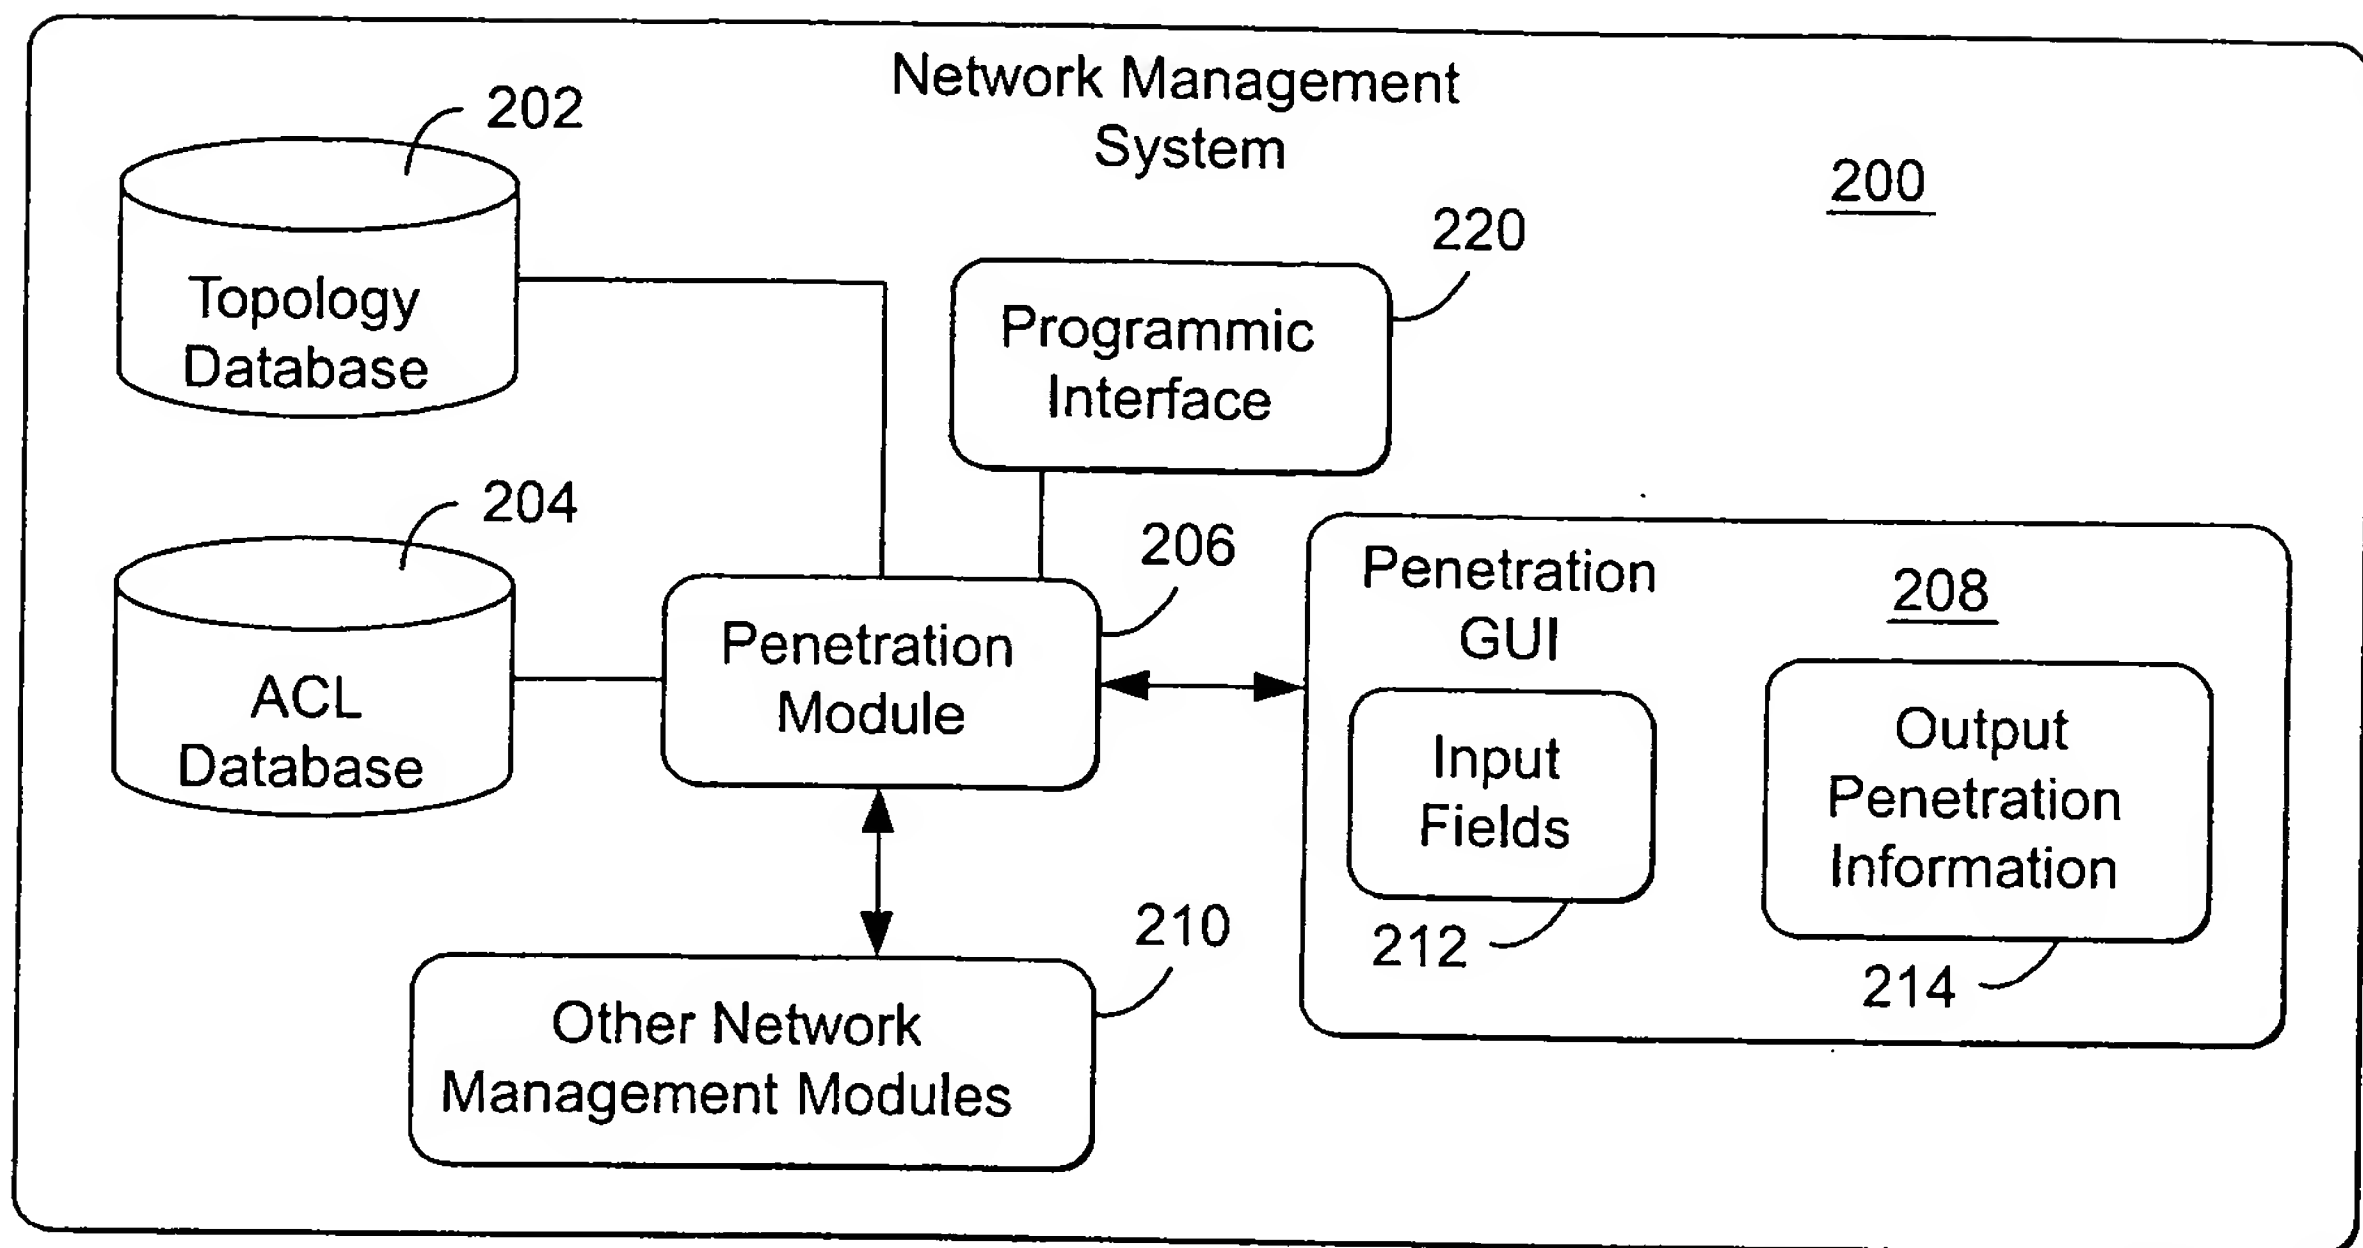 Network Management
System
200
202
Topology
Database
220
Programmic
Interface
204
ACL
Database
206
Penetration
Module
Penetration
GUI
208
Input
Fields
212
Output
Penetration
Information
214
210
Other Network
Management Modules